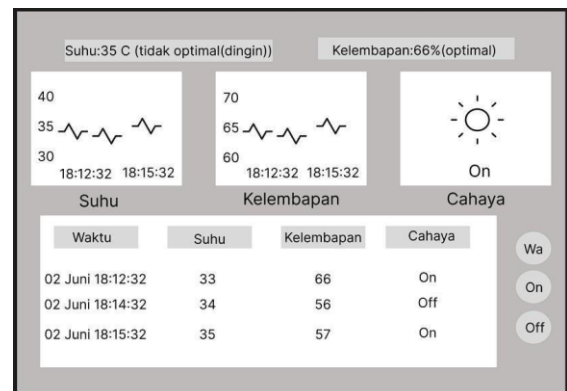 Suhu:35 C (tidak optimal(dingin))
Kelembapan:66%(optimal)
40
35
30
18:12:32 18:15:32
Suhu
70
65
60
18:12:32 18:15:32
Kelembapan
On
Cahaya
Waktu Suhu Kelembapan Cahaya
02 Juni 18:12:32 33 66 On
02 Juni 18:14:32 34 56 Off
02 Juni 18:15:32 35 57 On
Wa
On
Off